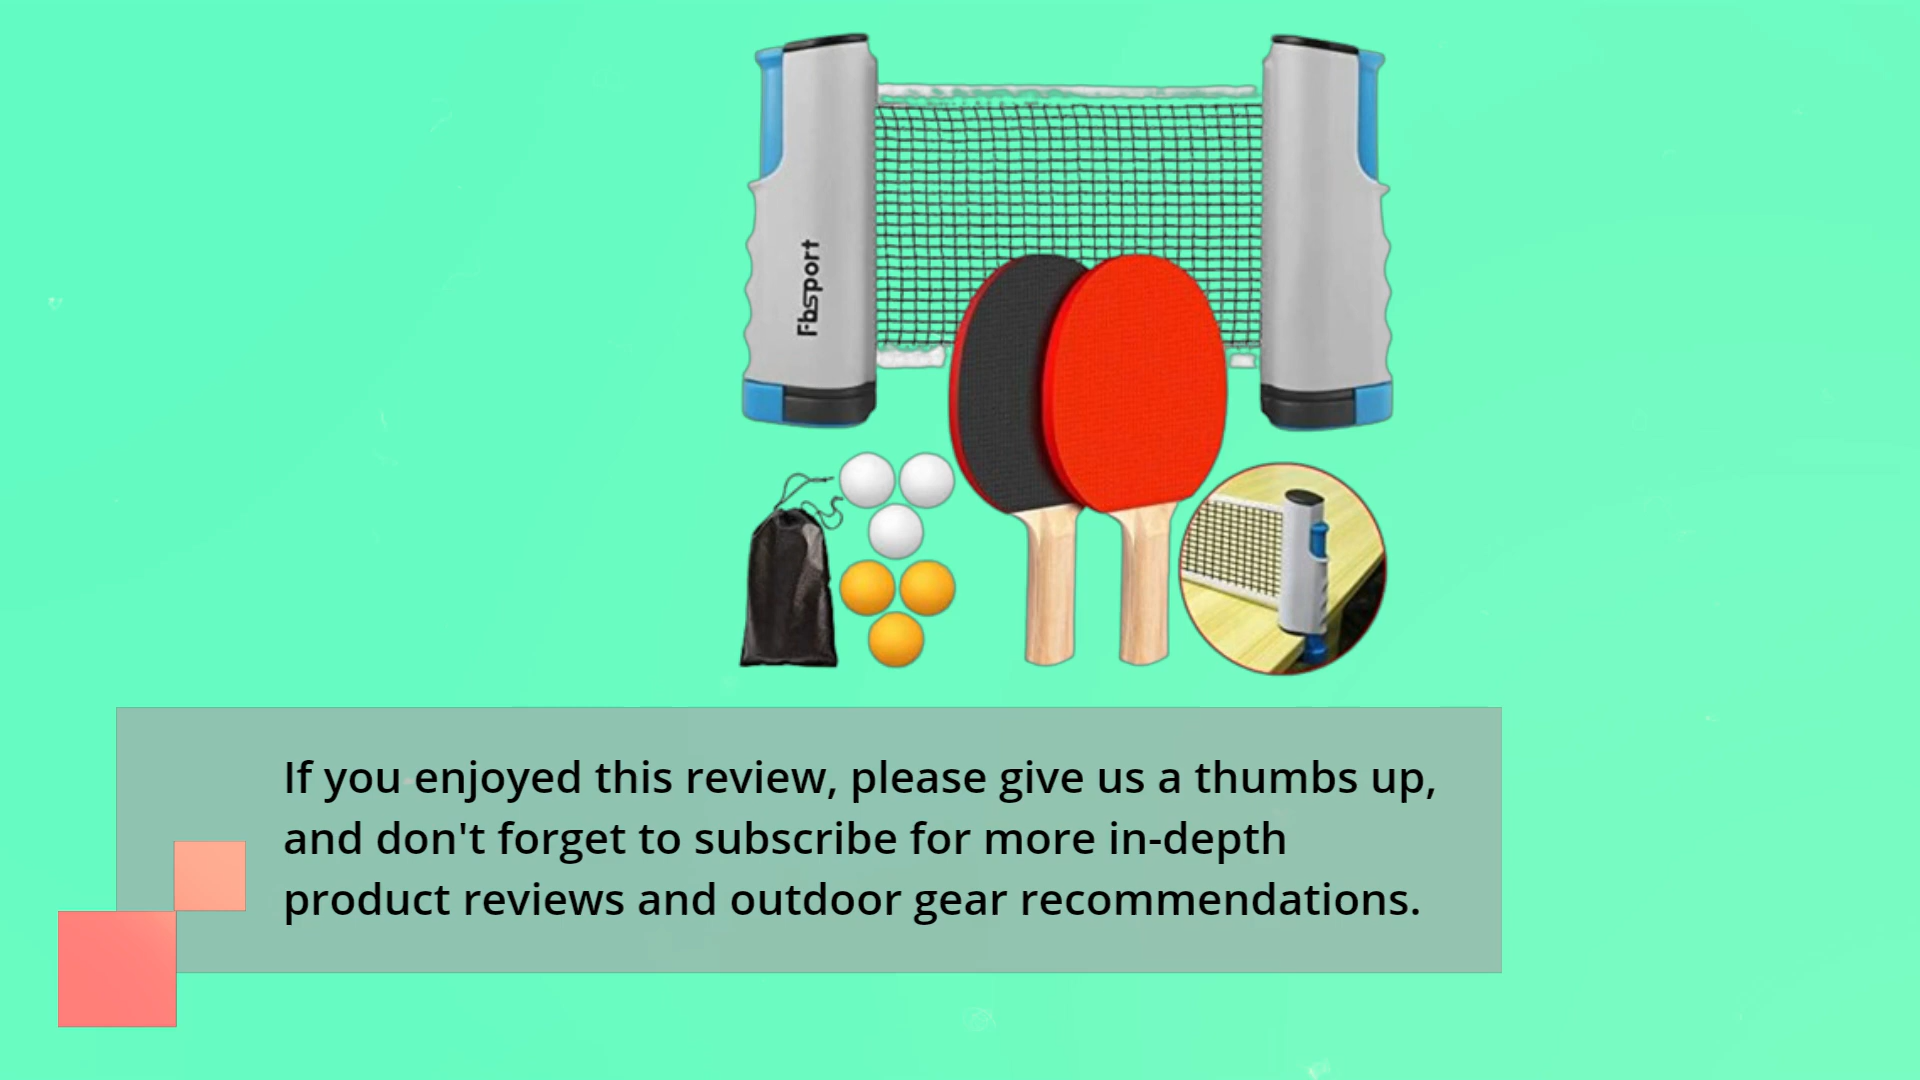 Fbsport
If you enjoyed this review, please give us a thumbs up,
and don't forget to subscribe for more in-depth
product reviews and outdoor gear recommendations.